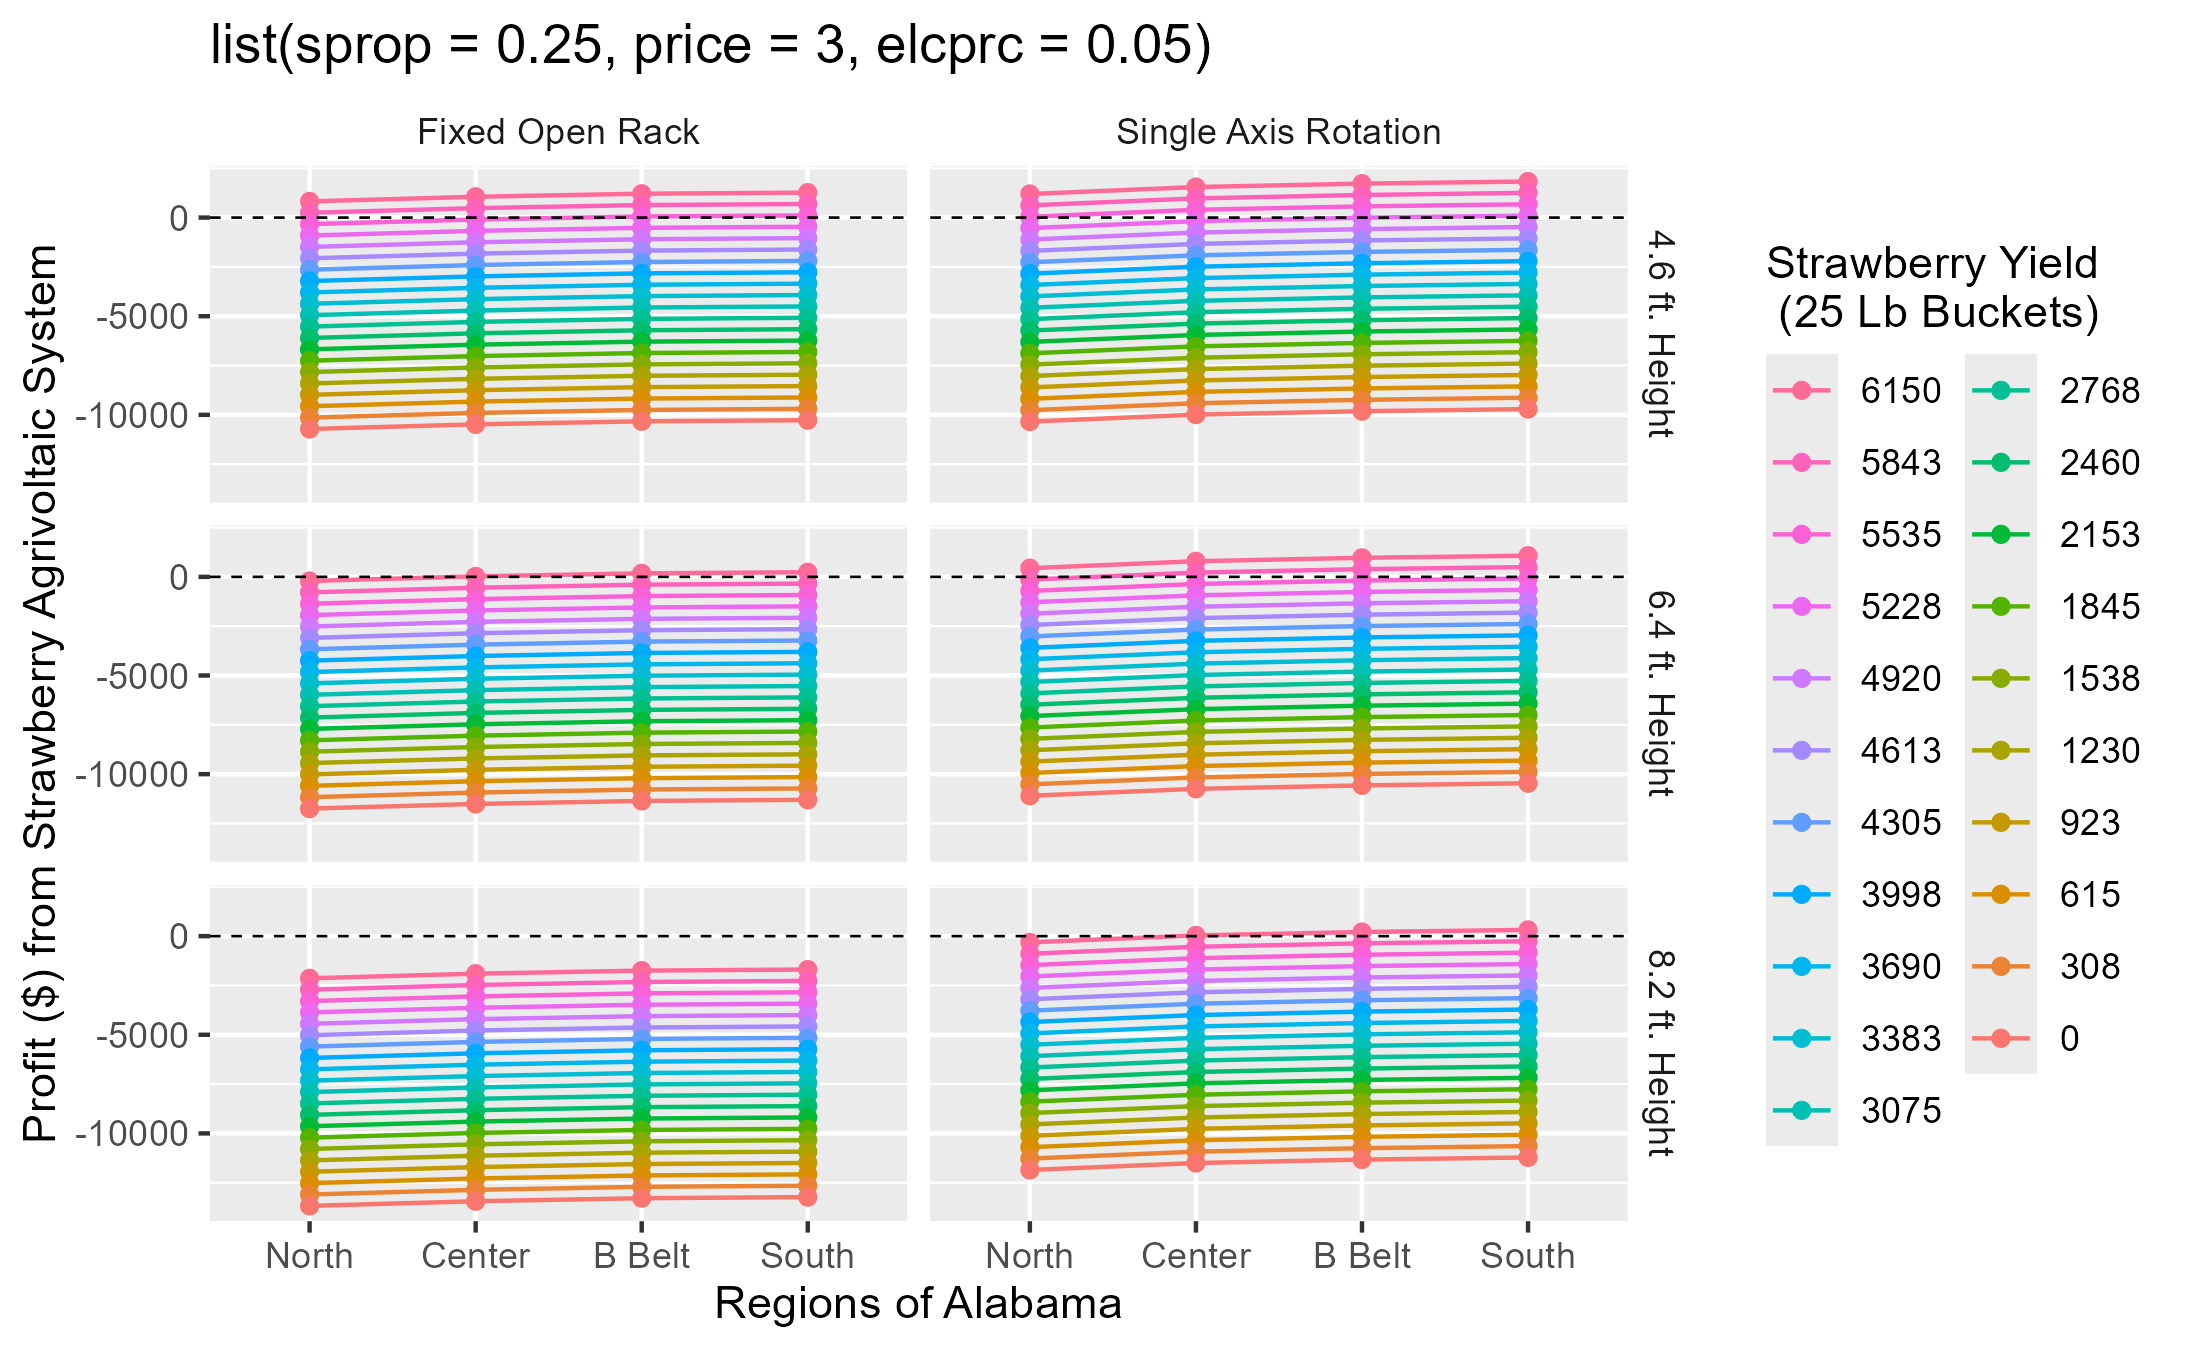 list(sprop = 0.25, price = 3, elcprc = 0.05)
Fixed Open Rack
Single Axis Rotation
Profit ($) from Strawberry Agrivoltaic System
0
-5000
-10000
4.6 ft. Height
0
-5000
-10000
6.4 ft. Height
0
-5000
-10000
8.2 ft. Height
North Center B Belt South
North Center B Belt South
Regions of Alabama
Strawberry Yield
(25 Lb Buckets)
6150
5843
5535
5228
4920
4613
4305
3998
3690
3383
3075
2768
2460
2153
1845
1538
1230
923
615
308
0